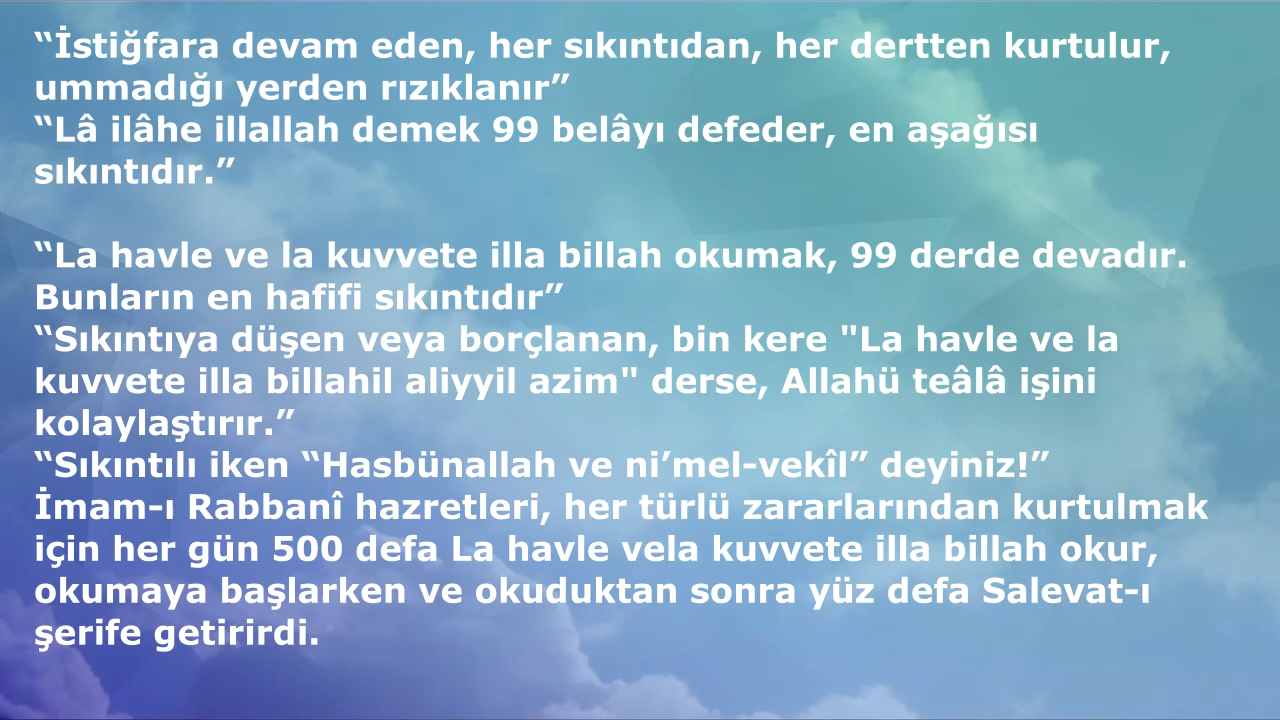 “İstiğfara devam eden, her sıkıntıdan, her dertten kurtulur,
ummadığı yerden rızıklanır”
“Lâ ilâhe illallah demek 99 belâyı defeder, en aşağısı
sıkıntıdır.”
“La havle ve la kuvvete illa billah okumak, 99 derde devadır.
Bunların en hafifi sıkıntıdır”
“Sıkıntıya düşen veya borçlanan, bin kere "La havle ve la
kuvvete illa billahil aliyyil azim" derse, Allahü teâlâ işini
kolaylaştırır.”
“Sıkıntılı iken “Hasbünallah ve ni’mel-vekîl” deyiniz!”
İmam-ı Rabbanî hazretleri, her türlü zararlarından kurtulmak
için her gün 500 defa La havle vela kuvvete illa billah okur,
okumaya başlarken ve okuduktan sonra yüz defa Salevat-ı
şerife getirirdi.